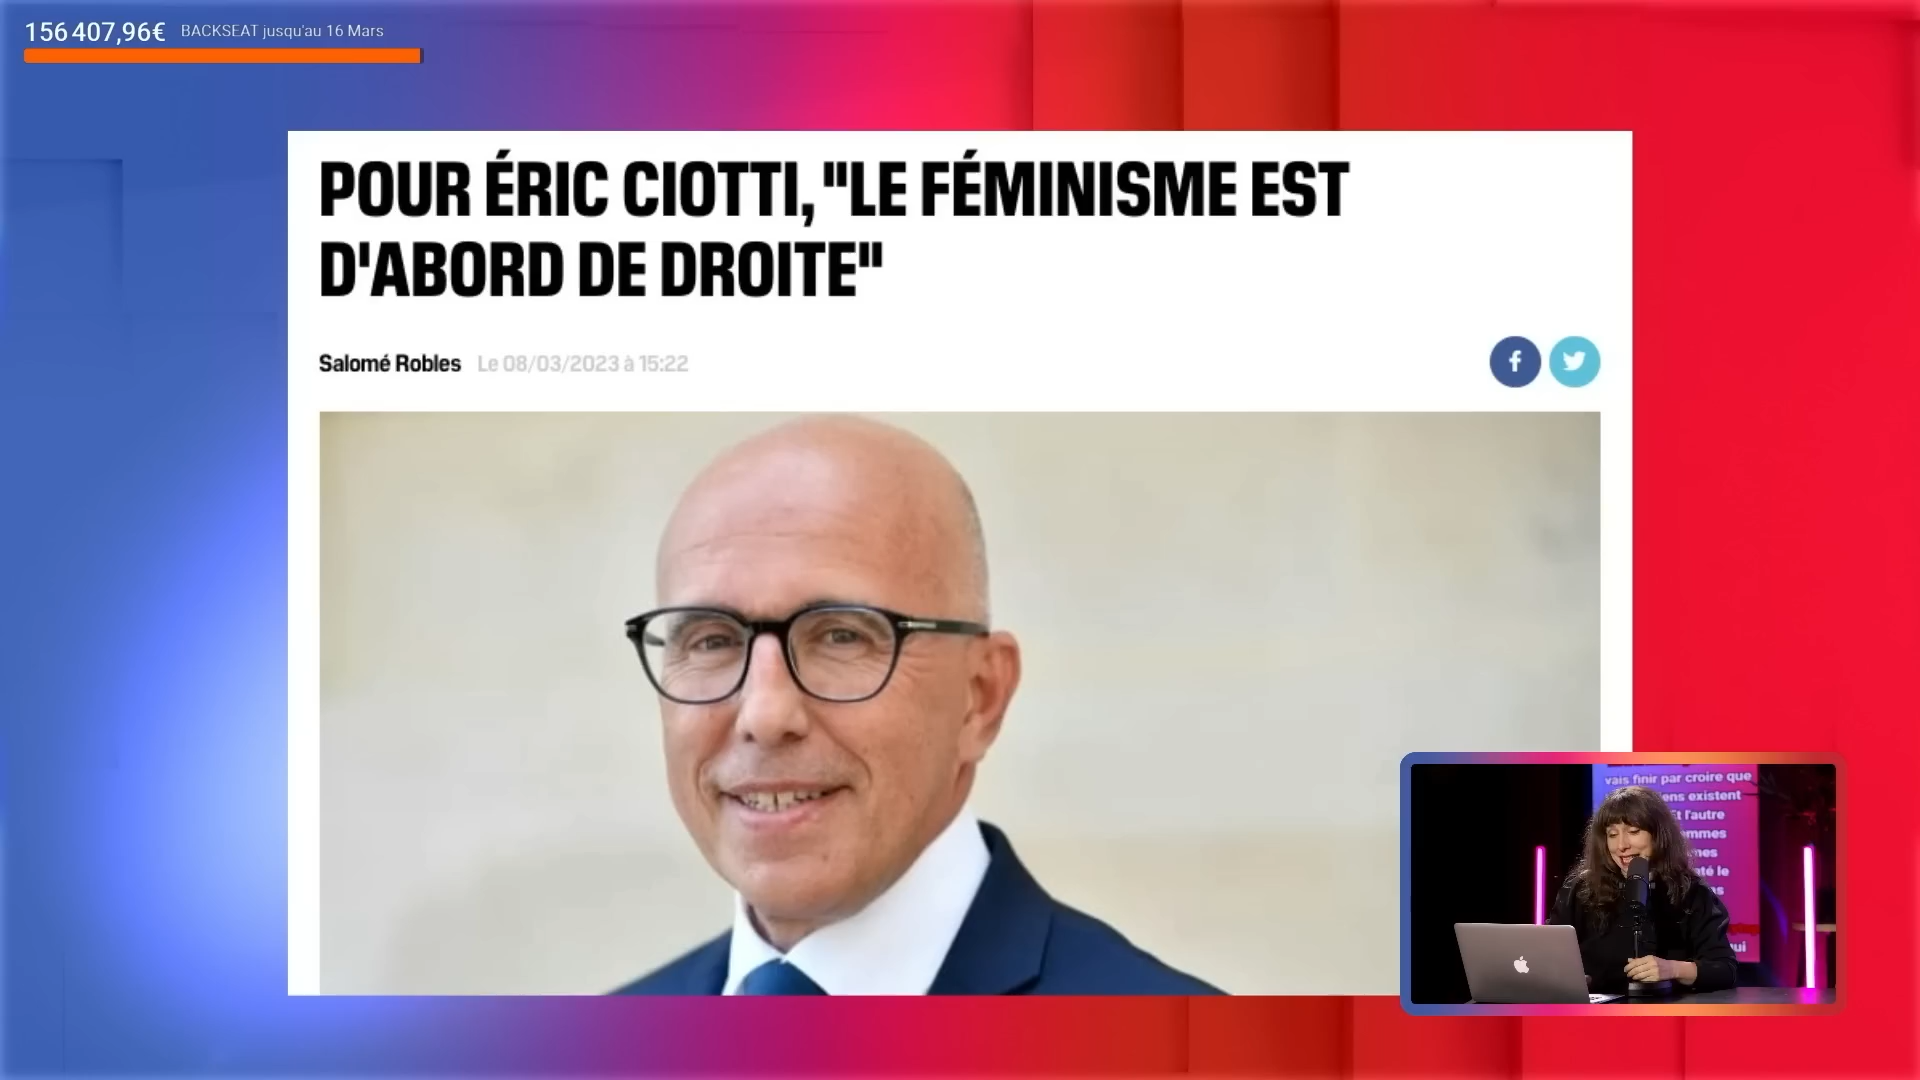 156 407,96€ BACKSEAT jusqu'au 16 Mars
POUR ÉRIC CIOTTI, "LE FÉMINISME EST
D'ABORD DE DROITE"
Salomé Robles Le 08/03/2023 à 15:22
vais finir par croire que
existent
l'autre
le